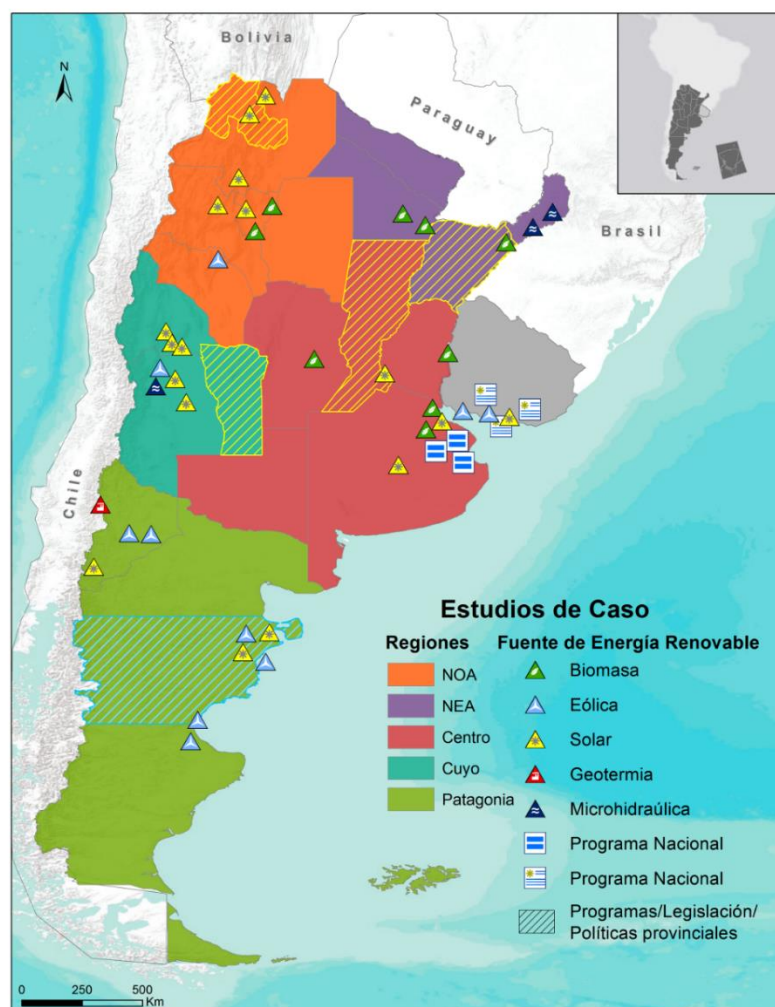 Bolivia
N
Paraguay
Brasil
Chile
Estudios de Caso
Regiones
NOA
NEA
Centro
Cuyo
Patagonia
Fuente de Energía Renovable
Biomasa
Eólica
Solar
Geotermia
Microhidraúlica
Programa Nacional
Programa Nacional
Programas/Legislación/
Políticas provinciales
0 250 500
Km